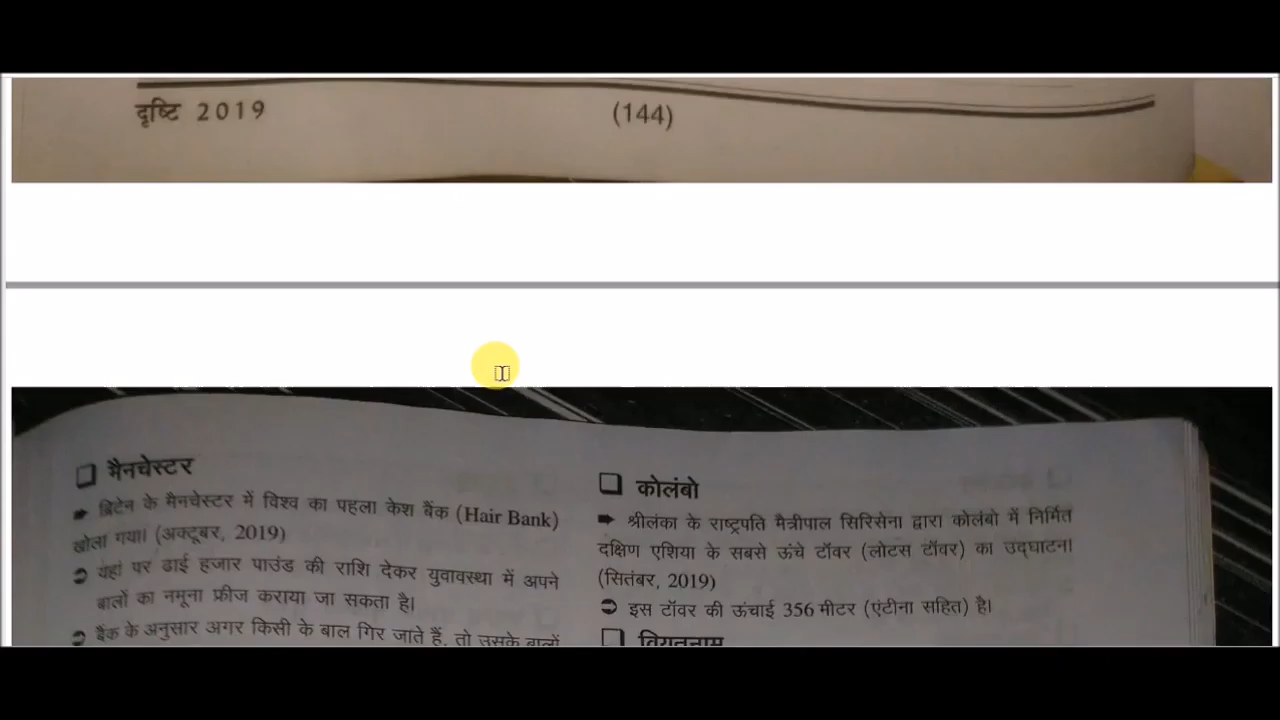 दृष्टि 2019
(144)
❑ मैनचेस्टर
➡ ब्रिटेन के मैनचेस्टर में विश्व का पहला केश बैंक (Hair Bank)
खोला गया। (अक्टूबर, 2019)
➲ यहां पर ढाई हजार पाउंड की राशि देकर युवावस्था में अपने
बालों का नमूना फ्रीज कराया जा सकता है।
➲ बैंक के अनुसार अगर किसी के बाल गिर जाते हैं, तो उसके बालों
❑ कोलंबो
➡ श्रीलंका के राष्ट्रपति मैत्रीपाल सिरिसेना द्वारा कोलंबो में निर्मित
दक्षिण एशिया के सबसे ऊंचे टॉवर (लोटस टॉवर) का उद्घाटन।
(सितंबर, 2019)
➲ इस टॉवर की ऊंचाई 356 मीटर (एंटीना सहित) है।
❑ वियतनाम